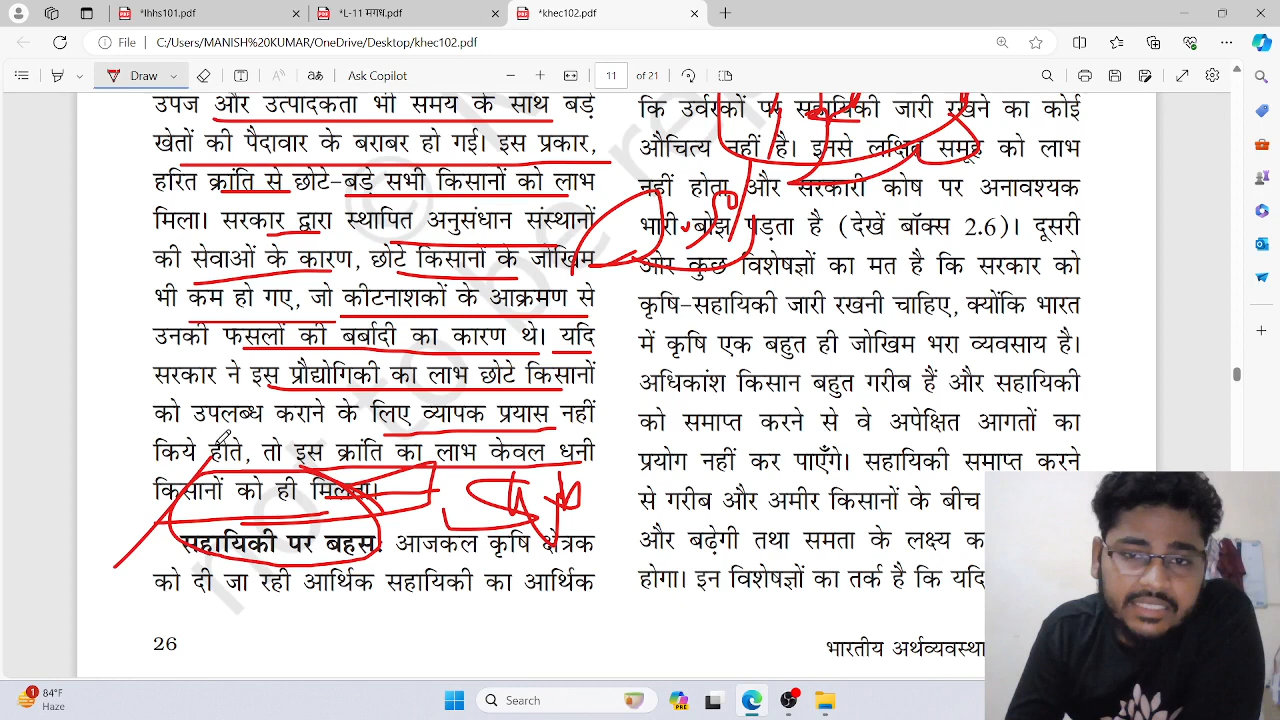 *hhs101.pdf
*L-11 मगध.pdf
*khec102.pdf
File C:/Users/MANISH%20KUMAR/OneDrive/Desktop/khec102.pdf
Draw
Ask Copilot
11 of 21
उपज और उत्पादकता भी समय के साथ बड़े
खेतों की पैदावार के बराबर हो गई। इस प्रकार,
हरित क्रांति से छोटे-बड़े सभी किसानों को लाभ
मिला। सरकार द्वारा स्थापित अनुसंधान संस्थानों
की सेवाओं के कारण, छोटे किसानों के जोखिम
भी कम हो गए, जो कीटनाशकों के आक्रमण से
उनकी फसलों की बर्बादी का कारण थे। यदि
सरकार ने इस प्रौद्योगिकी का लाभ छोटे किसानों
को उपलब्ध कराने के लिए व्यापक प्रयास नहीं
किये होते, तो इस क्रांति का लाभ केवल धनी
किसानों को ही मिलता।
सहायिकी पर बहस: आजकल कृषि क्षेत्रक
को दी जा रही आर्थिक सहायिकी का आर्थिक
26
कि उर्वरकों पर सहायिकी जारी रखने का कोई
औचित्य नहीं है। इनसे लक्षित समूह को लाभ
नहीं होता और सरकारी कोष पर अनावश्यक
भारी बोझ पड़ता है (देखें बॉक्स 2.6)। दूसरी
ओर कुछ विशेषज्ञों का मत है कि सरकार को
कृषि-सहायिकी जारी रखनी चाहिए, क्योंकि भारत
में कृषि एक बहुत ही जोखिम भरा व्यवसाय है।
अधिकांश किसान बहुत गरीब हैं और सहायिकी
को समाप्त करने से वे अपेक्षित आगतों का
प्रयोग नहीं कर पाएँगे। सहायिकी समाप्त करने
से गरीब और अमीर किसानों के बीच
और बढ़ेगी तथा समता के लक्ष्य
होगा। इन विशेषज्ञों का तर्क है कि यदि
भारतीय अर्थव्यवस्था
not to be re
84°F
Haze
Search